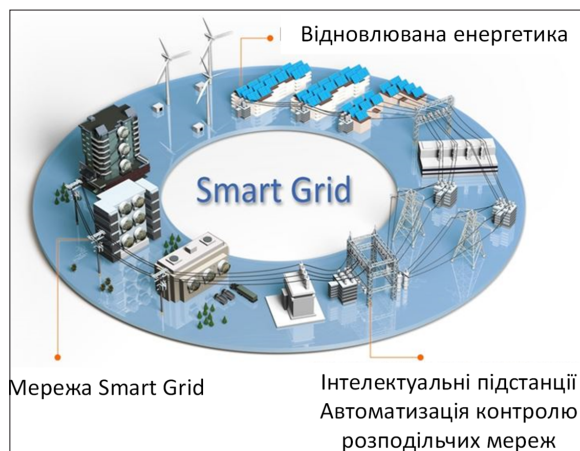 Відновлювана енергетика
Smart Grid
Мережа Smart Grid
Інтелектуальні підстанції
Автоматизація контролю
розподільчих мереж